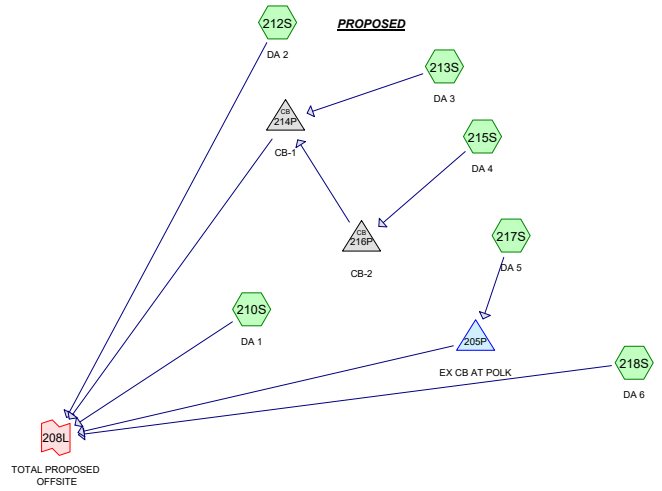 212S
PROPOSED
DA 2
213S
DA 3
CB
214P
CB-1
215S
DA 4
CB
216P
CB-2
217S
DA 5
210S
DA 1
205P
EX CB AT POLK
218S
DA 6
208L
TOTAL PROPOSED
OFFSITE